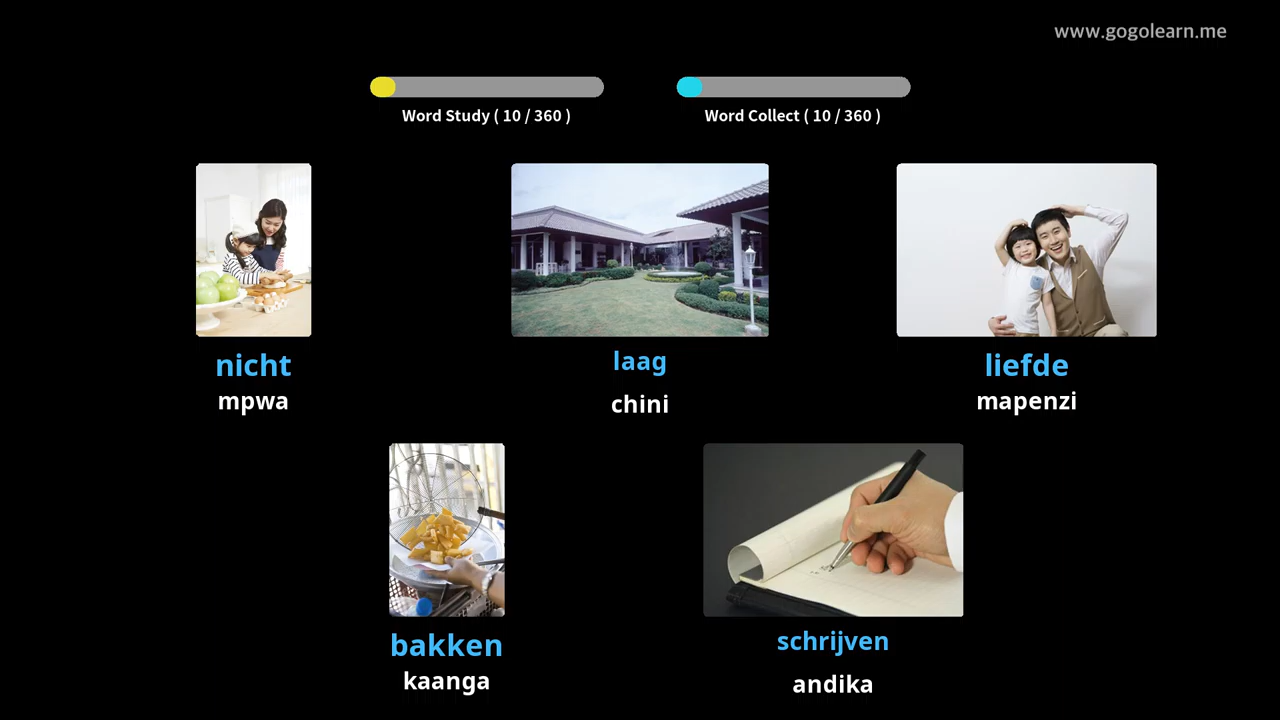 www.gogolearn.me
Word Study ( 10 / 360 )
Word Collect ( 10 / 360 )
nicht
mpwa
laag
chini
liefde
mapenzi
bakken
kaanga
schrijven
andika